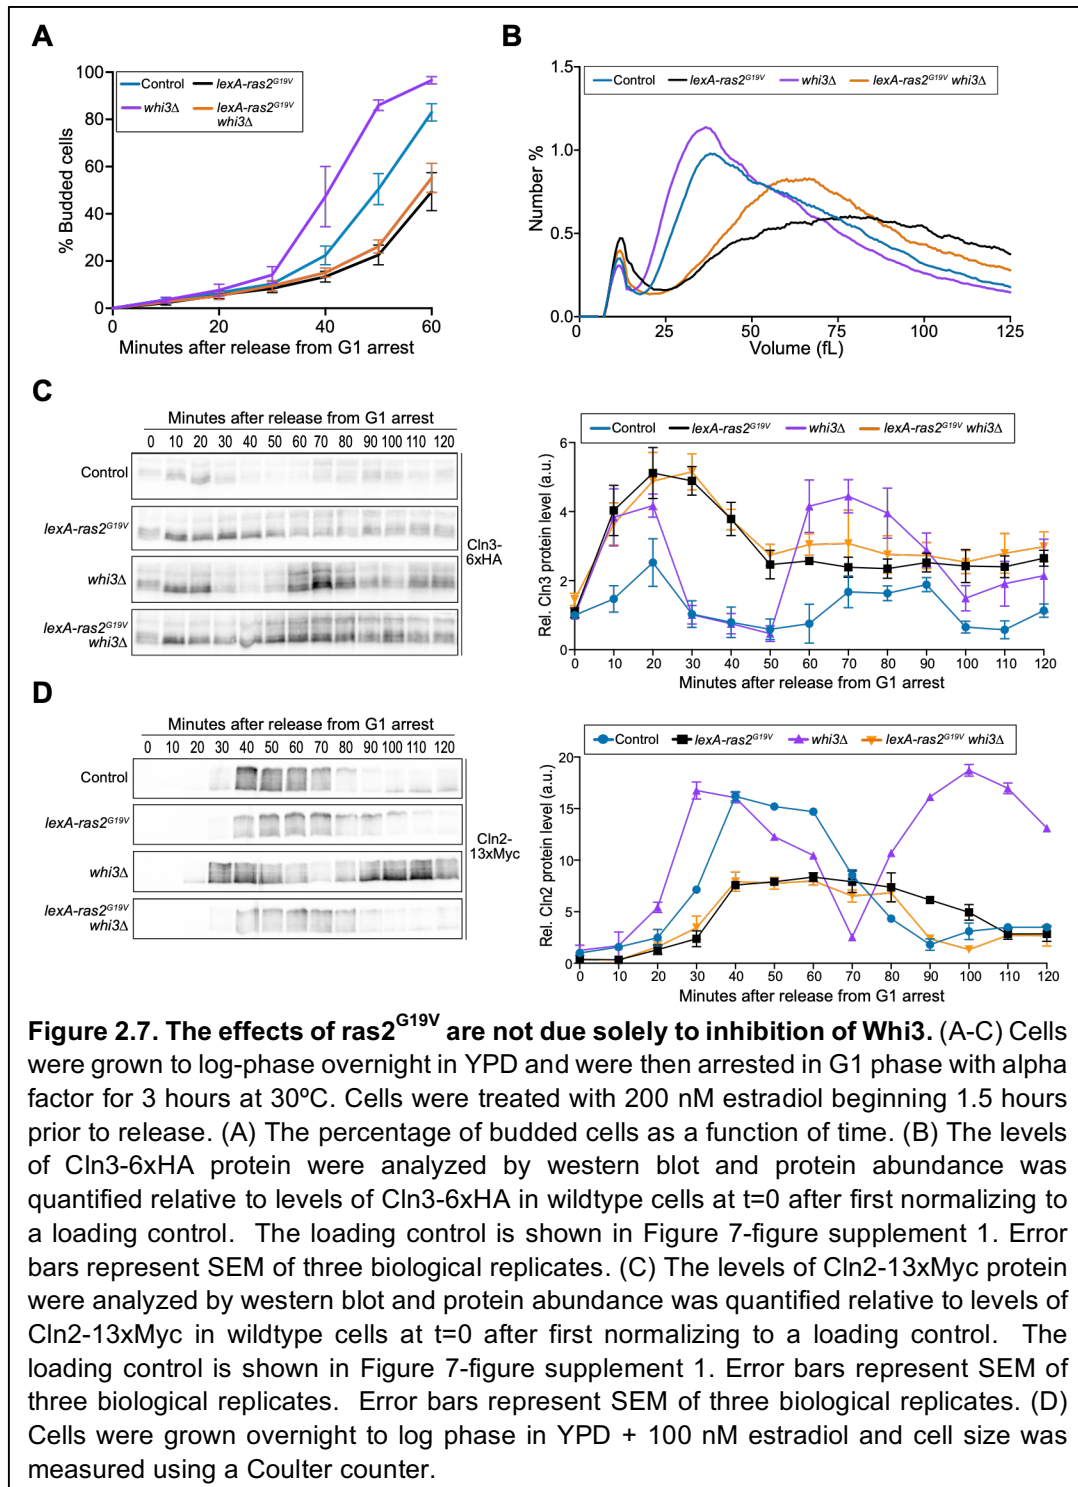 A
Control
lexA-ras2G19V
whi3Δ
lexA-ras2G19V
whi3Δ
100
80
60
40
20
0
% Budded cells
0 20 40 60
Minutes after release from G1 arrest
B
Control lexA-ras2G19V whi3Δ lexA-ras2G19V whi3Δ
1.5
1.0
0.5
0.0
Number %
0 25 50 75 100 125
Volume (fL)
C
Minutes after release from G1 arrest
0 10 20 30 40 50 60 70 80 90 100 110 120
Control
lexA-ras2G19V
whi3Δ
lexA-ras2G19V
whi3Δ
Cln3-
6xHA
Control lexA-ras2G19V whi3Δ lexA-ras2G19V whi3Δ
6
4
2
0
Rel. Cln3 protein level (a.u.)
0 10 20 30 40 50 60 70 80 90 100 110 120
Minutes after release from G1 arrest
D
Minutes after release from G1 arrest
0 10 20 30 40 50 60 70 80 90 100 110 120
Control
lexA-ras2G19V
whi3Δ
lexA-ras2G19V
whi3Δ
Cln2-
13xMyc
Control lexA-ras2G19V whi3Δ lexA-ras2G19V whi3Δ
20
15
10
5
0
Rel. Cln2 protein level (a.u.)
0 10 20 30 40 50 60 70 80 90 100 110 120
Minutes after release from G1 arrest
Figure 2.7. The effects of ras2G19V are not due solely to inhibition of Whi3. (A-C) Cells
were grown to log-phase overnight in YPD and were then arrested in G1 phase with alpha
factor for 3 hours at 30ºC. Cells were treated with 200 nM estradiol beginning 1.5 hours
prior to release. (A) The percentage of budded cells as a function of time. (B) The levels
of Cln3-6xHA protein were analyzed by western blot and protein abundance was
quantified relative to levels of Cln3-6xHA in wildtype cells at t=0 after first normalizing to
a loading control. The loading control is shown in Figure 7-figure supplement 1. Error
bars represent SEM of three biological replicates. (C) The levels of Cln2-13xMyc protein
were analyzed by western blot and protein abundance was quantified relative to levels of
Cln2-13xMyc in wildtype cells at t=0 after first normalizing to a loading control. The
loading control is shown in Figure 7-figure supplement 1. Error bars represent SEM of
three biological replicates. Error bars represent SEM of three biological replicates. (D)
Cells were grown overnight to log phase in YPD + 100 nM estradiol and cell size was
measured using a Coulter counter.